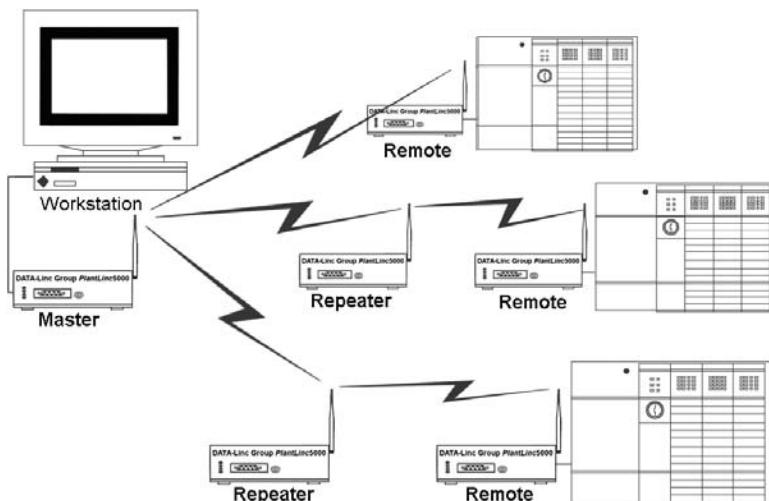 DATA-Linc Group PlantLinc5000
Remote
Workstation
DATA-Linc Group PlantLinc5000
Master
DATA-Linc Group PlantLinc5000
Repeater
DATA-Linc Group PlantLinc5000
Remote
DATA-Linc Group PlantLinc5000
Repeater
DATA-Linc Group PlantLinc5000
Remote